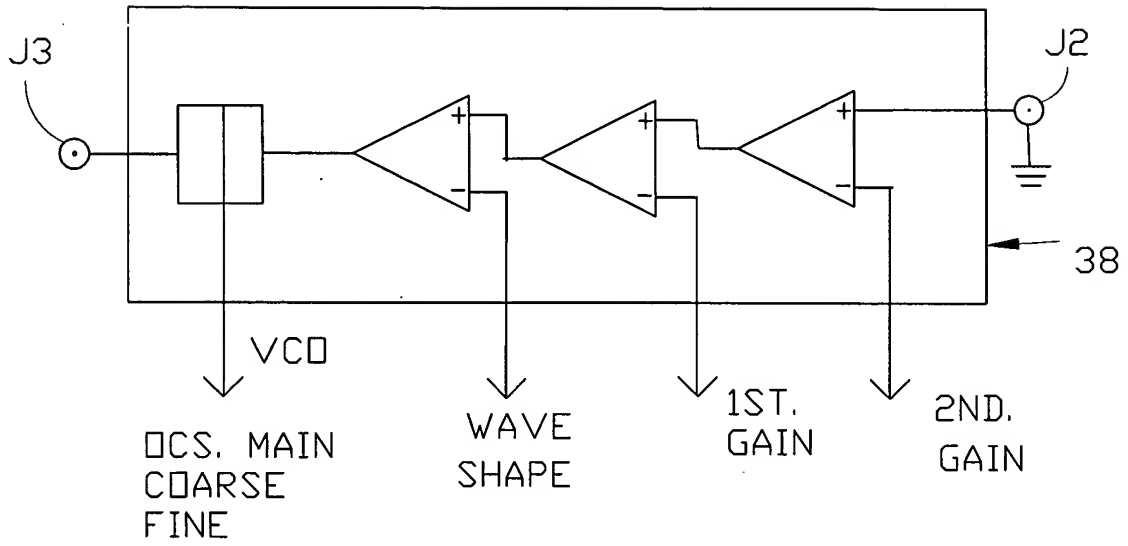 J3
J2
+
-
+
-
+
-
38
VCO
OCS. MAIN
COARSE
FINE
WAVE
SHAPE
1ST.
GAIN
2ND.
GAIN